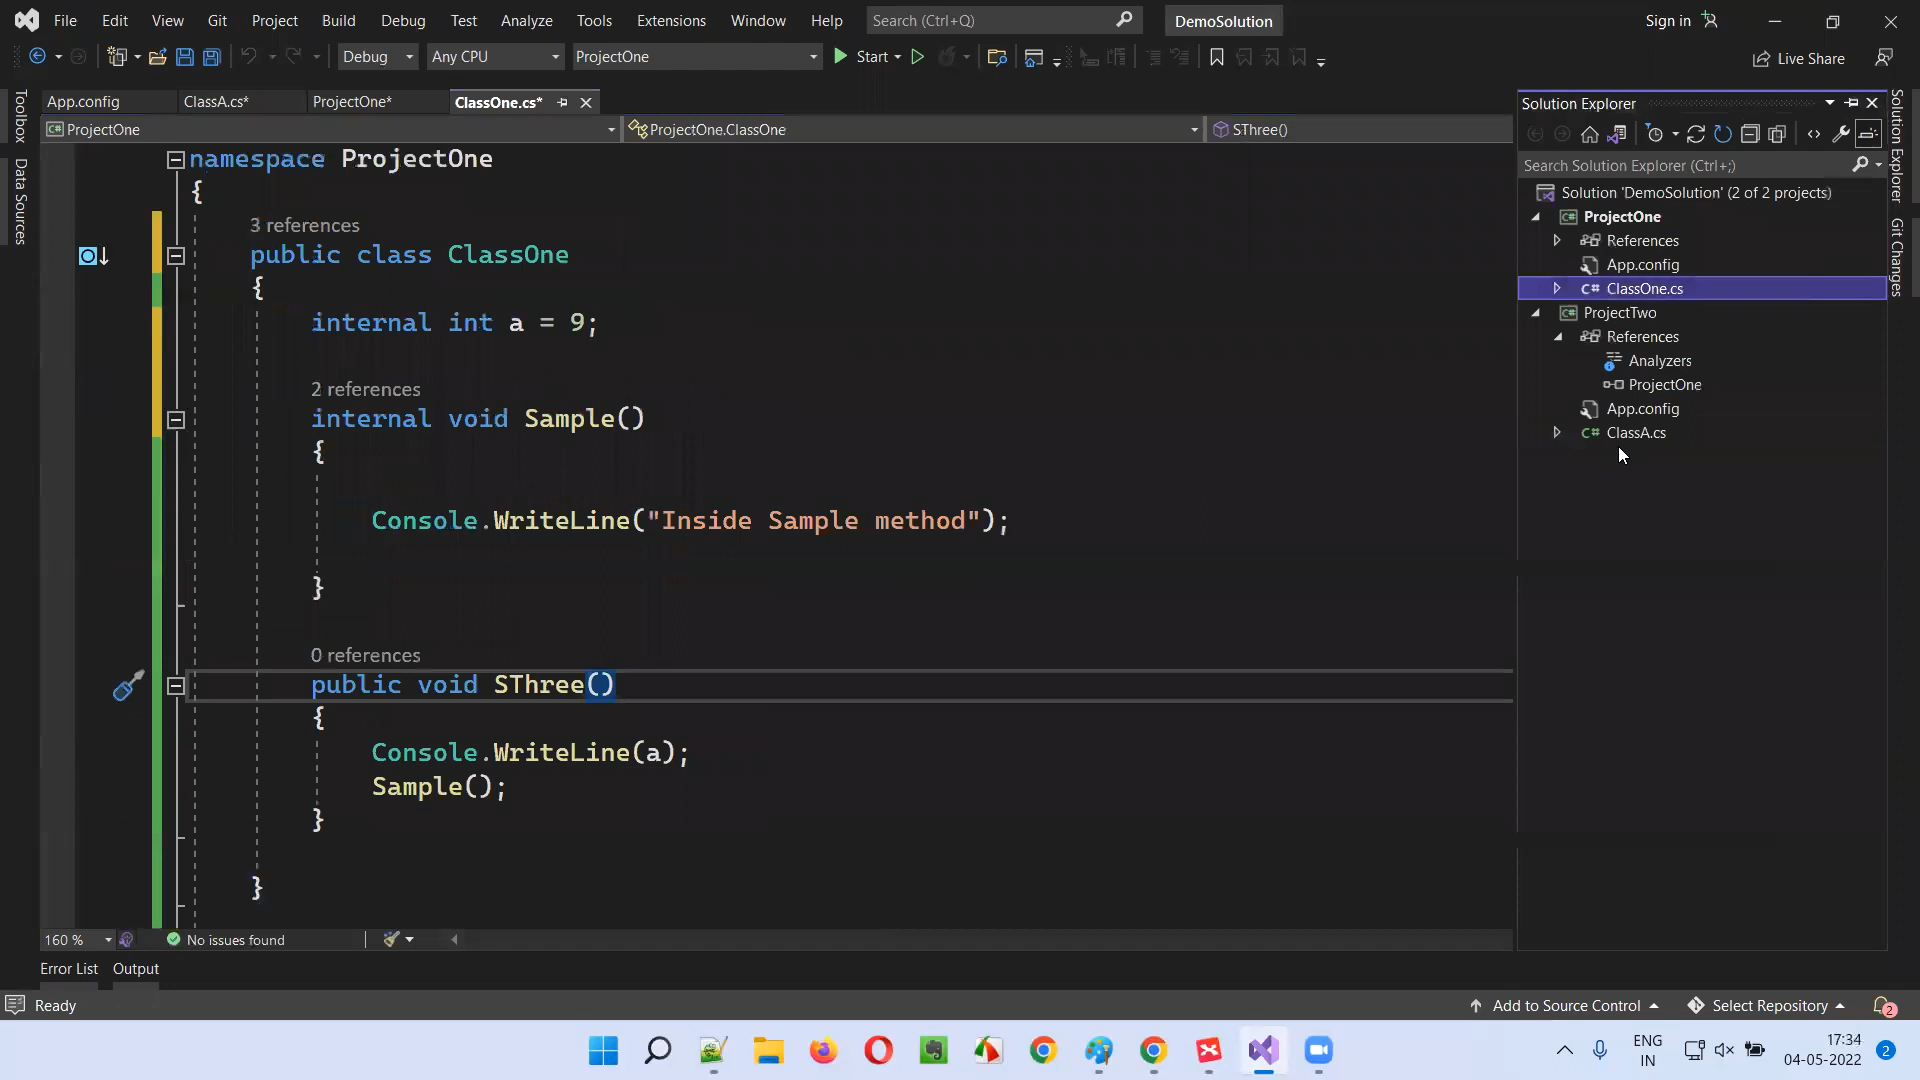 File Edit View Git Project Build Debug Test Analyze Tools Extensions Window Help Search (Ctrl+Q) DemoSolution Sign in
Debug Any CPU ProjectOne Start Live Share
App.config ClassA.cs* ProjectOne* ClassOne.cs*
ProjectOne ProjectOne.ClassOne SThree()
Toolbox
Data Sources
namespace ProjectOne
{
3 references
public class ClassOne
{
internal int a = 9;
2 references
internal void Sample()
{
Console.WriteLine("Inside Sample method");
}
0 references
public void SThree()
{
Console.WriteLine(a);
Sample();
}
}
160 % No issues found
Error List Output
Ready Add to Source Control Select Repository 2
Solution Explorer
Search Solution Explorer (Ctrl+;)
Solution 'DemoSolution' (2 of 2 projects)
C# ProjectOne
References
App.config
C# ClassOne.cs
C# ProjectTwo
References
Analyzers
ProjectOne
App.config
C# ClassA.cs
Solution Explorer
Git Changes
ENG
IN
17:34
04-05-2022
2